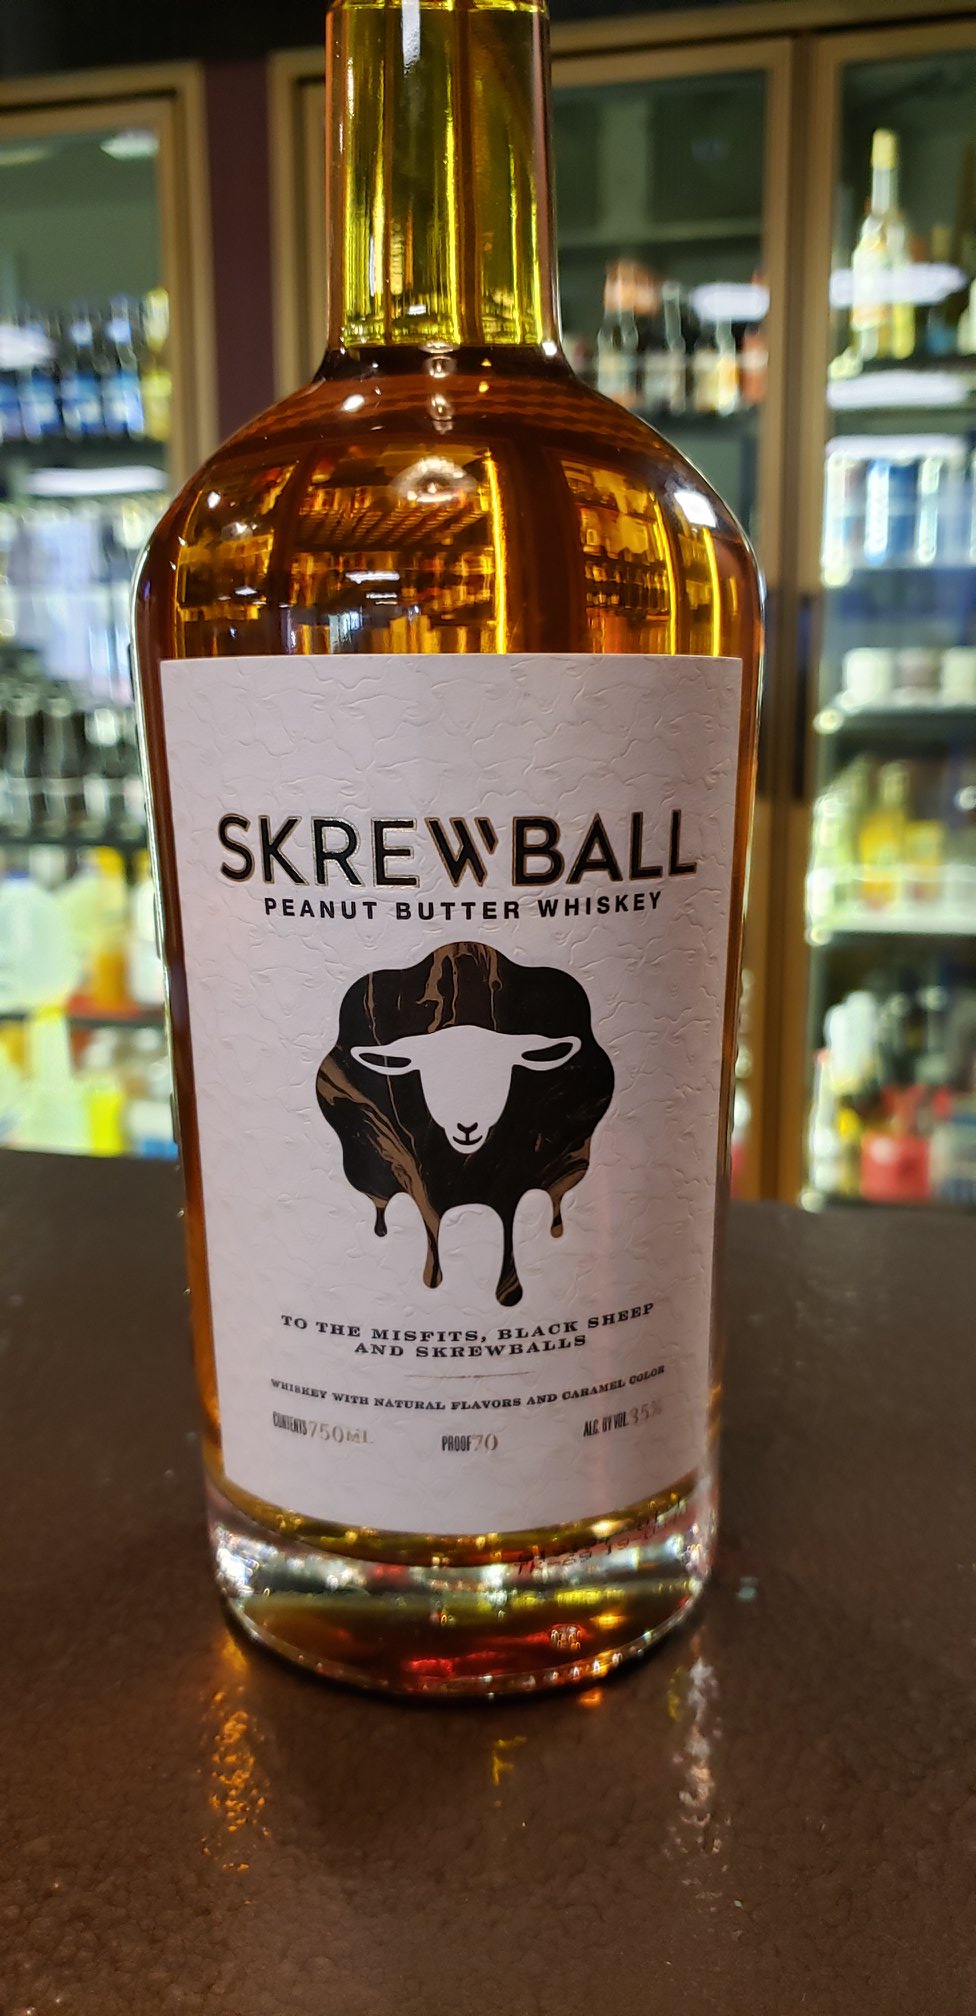 SKREWBALL
PEANUT BUTTER WHISKEY
TO THE MISFITS, BLACK SHEEP
AND SKREWBALLS
WHISKEY WITH NATURAL FLAVORS AND CARAMEL COLOR
CONTENTS 750ML PROOF 70 ALC. BY VOL. 35%